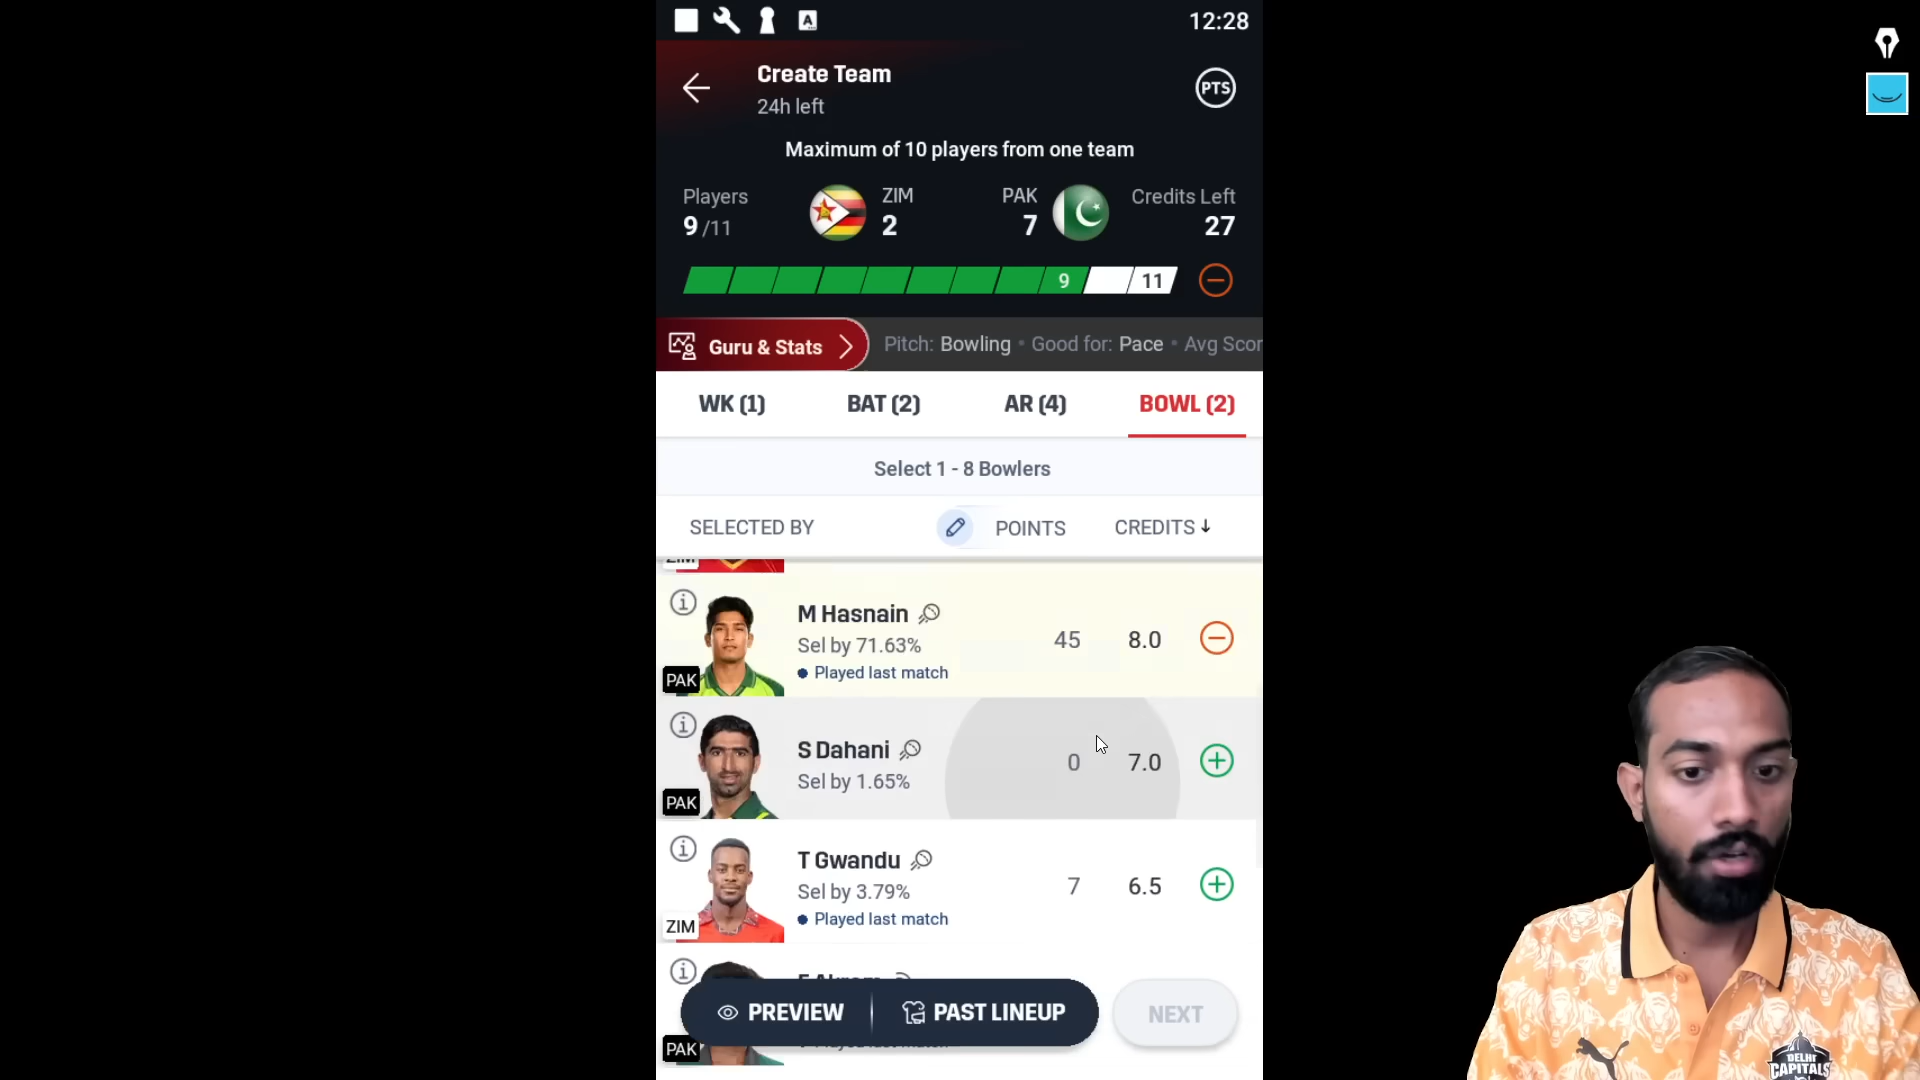 12:28
Create Team
24h left
PTS
Maximum of 10 players from one team
Players
9 /11
ZIM
2
PAK
7
Credits Left
27
9
11
Guru & Stats
Pitch: Bowling • Good for: Pace • Avg Scor
WK (1)
BAT (2)
AR (4)
BOWL (2)
Select 1 - 8 Bowlers
SELECTED BY
POINTS
CREDITS
M Hasnain
Sel by 71.63%
Played last match
PAK
45
8.0
S Dahani
Sel by 1.65%
PAK
0
7.0
T Gwandu
Sel by 3.79%
Played last match
ZIM
7
6.5
PREVIEW
PAST LINEUP
NEXT
PAK
DELHI
CAPITALS